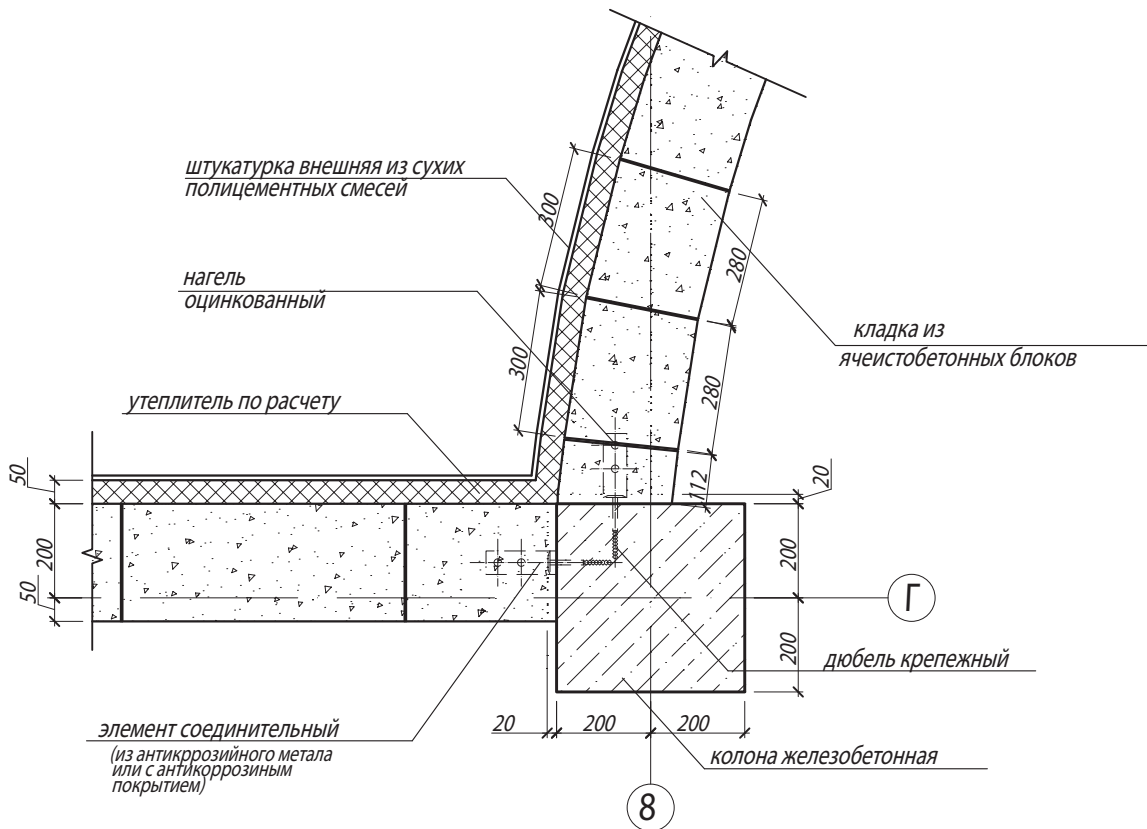 штукатурка внешняя из сухих
полицементных смесей
300
280
нагель
оцинкованный
кладка из
ячеистобетонных блоков
300
280
утеплитель по расчету
50
112
20
200
200
50
Г
200
дюбель крепежный
элемент соединительный
(из антикррозийного метала
или с антикоррозиным
покрытием)
20
200
200
колона железобетонная
8